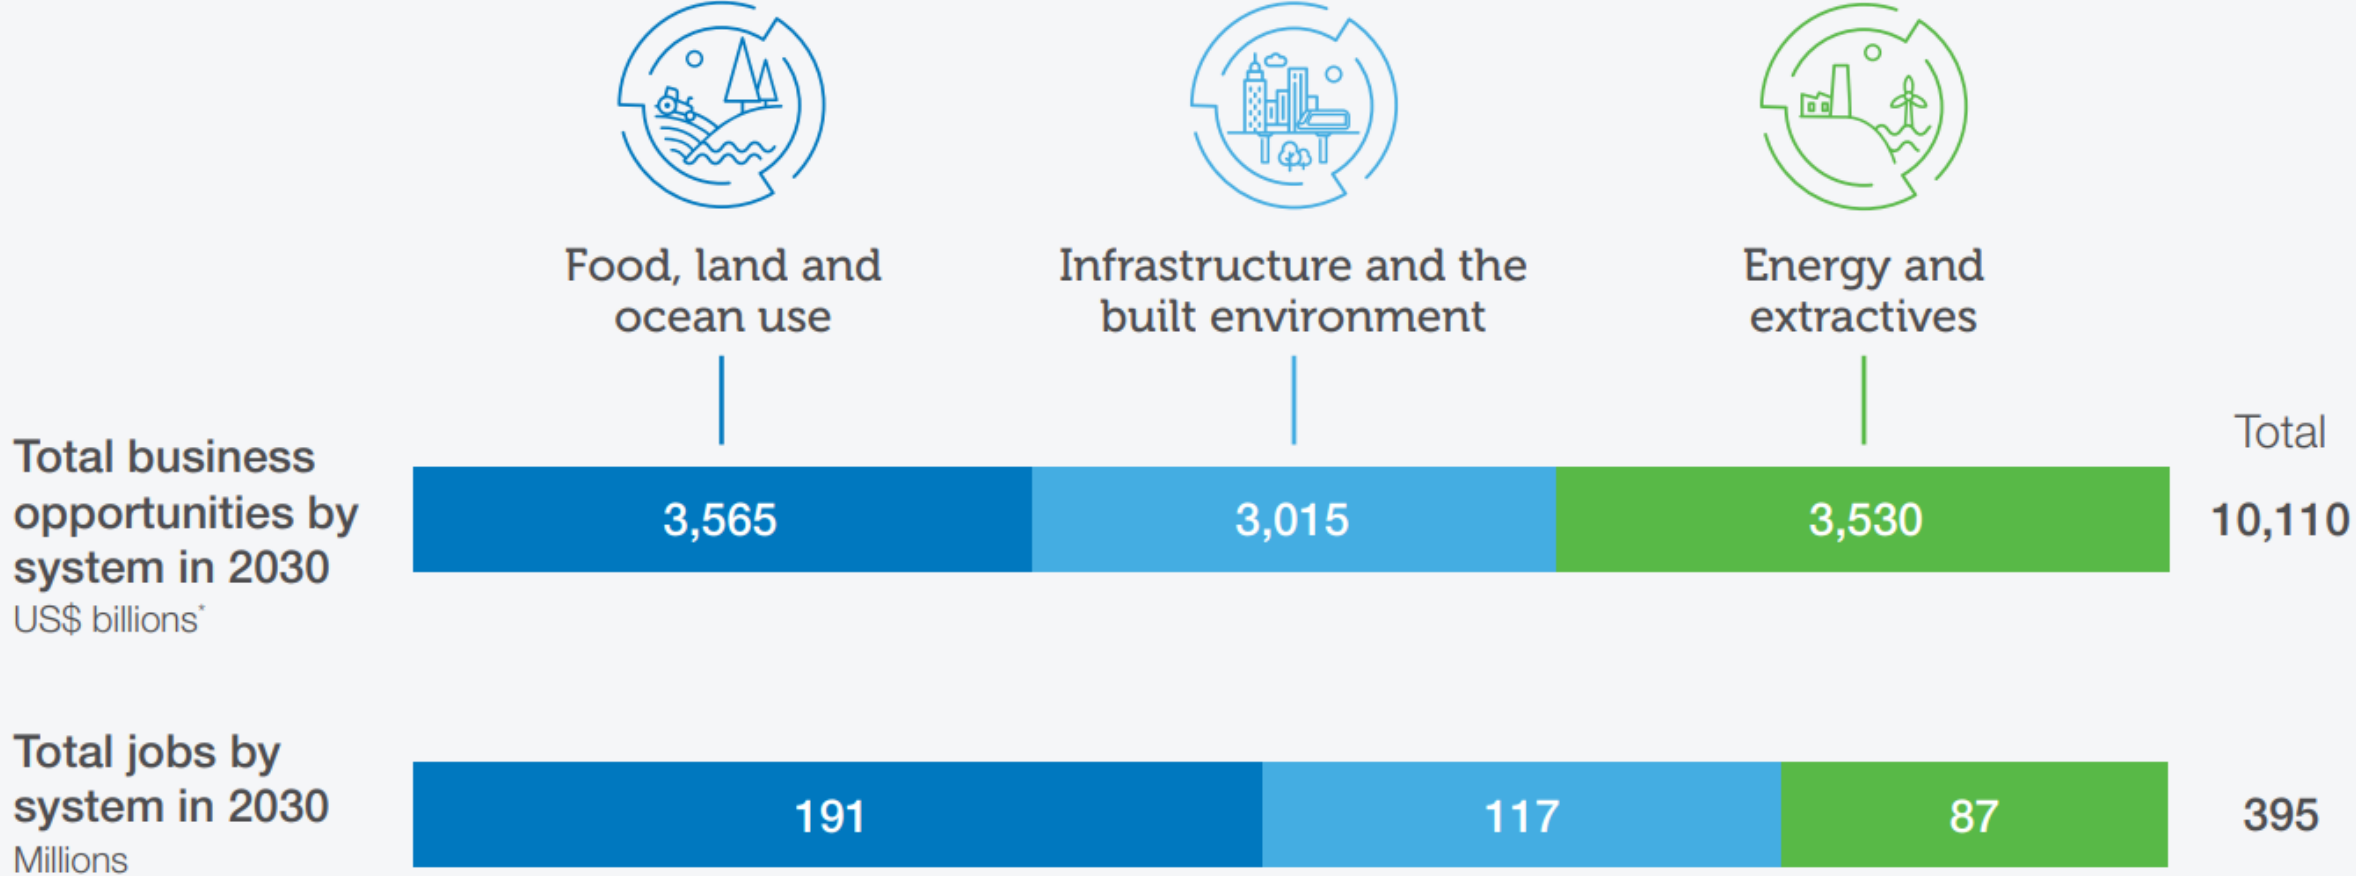 Food, land and
ocean use
Infrastructure and the
built environment
Energy and
extractives
Total business
opportunities by
system in 2030
US$ billions*
3,565
3,015
3,530
Total
10,110
Total jobs by
system in 2030
Millions
191
117
87
395